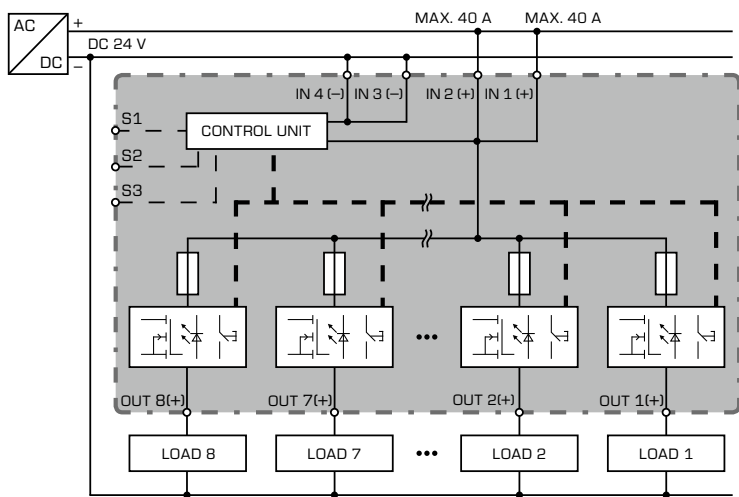 AC
+
MAX. 40 A MAX. 40 A
DC 24 V
DC
–
IN 4 (–) IN 3 (–) IN 2 (+) IN 1 (+)
S1
CONTROL UNIT
S2
S3
•••
OUT 8(+) OUT 7(+) OUT 2(+) OUT 1(+)
LOAD 8 LOAD 7 ••• LOAD 2 LOAD 1